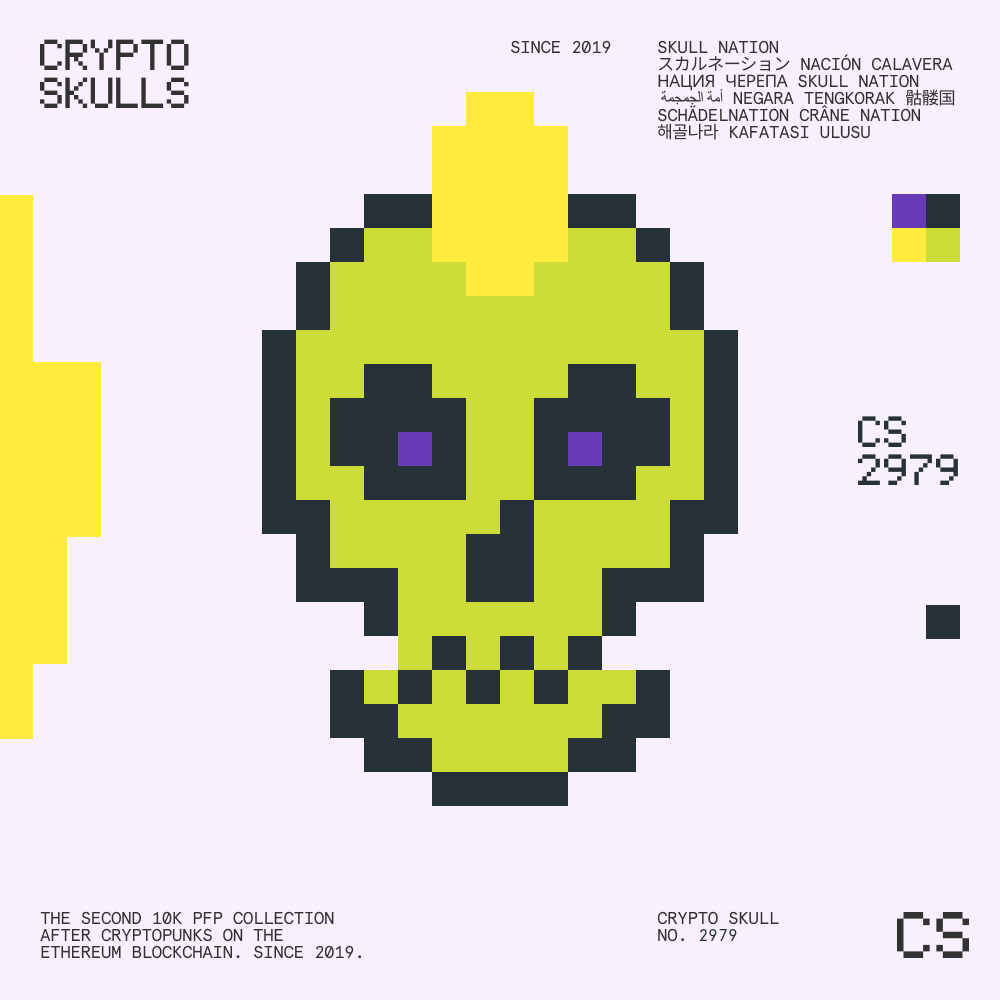 CRYPTO
SKULLS
SINCE 2019
SKULL NATION
スカルネーション NACIÓN CALAVERA
НАЦИЯ ЧЕРЕПА SKULL NATION
أمة الجمجمة NEGARA TENGKORAK 骷髅国
SCHÄDELNATION CRÂNE NATION
해골나라 KAFATASI ULUSU
CS
2979
THE SECOND 10K PFP COLLECTION
AFTER CRYPTOPUNKS ON THE
ETHEREUM BLOCKCHAIN. SINCE 2019.
CRYPTO SKULL
NO. 2979
CS